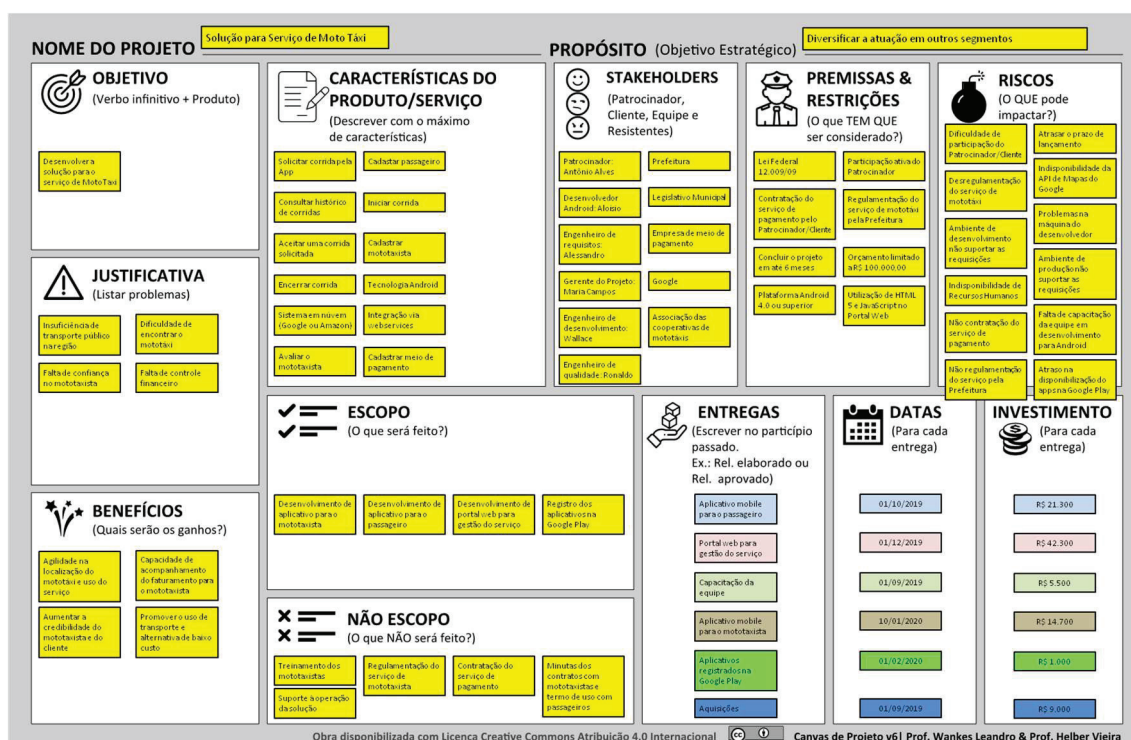 NOME DO PROJETO
Solução para Serviço de Moto Táxi
PROPÓSITO (Objetivo Estratégico)
Diversificar a atuação em outros segmentos
OBJETIVO
(Verbo infinitivo + Produto)
Desenvolver a
solução para o
serviço de MotoTáxi
JUSTIFICATIVA
(Listar problemas)
Insuficiência de
transporte público
na região
Dificuldade de
encontrar o
mototáxi
Falta de confiança
no mototaxista
Falta de controle
financeiro
BENEFÍCIOS
(Quais serão os ganhos?)
Agilidade na
localização do
mototáxi e uso do
serviço
Capacidade de
acompanhamento
do faturamento para
o mototaxista
Aumentar a
credibilidade do
mototaxista e do
cliente
Promover o uso de
transporte e
alternativa de baixo
custo
CARACTERÍSTICAS DO
PRODUTO/SERVIÇO
(Descrever com o máximo
de características)
Solicitar corrida pela
App
Cadastrar passageiro
Consultar histórico
de corridas
Iniciar corrida
Aceitar uma corrida
solicitada
Cadastrar
mototaxista
Encerrar corrida
Tecnologia Android
Sistema em núvem
(Google ou Amazon)
Integração via
webservices
Avaliar o
mototaxista
Cadastrar meio de
pagamento
STAKEHOLDERS
(Patrocinador,
Cliente, Equipe e
Resistentes)
Patrocinador:
Antônio Alves
Prefeitura
Desenvolvedor
Android: Aloisio
Legislativo Municipal
Engenheiro de
requisitos:
Alessandro
Empresa de meio de
pagamento
Gerente do Projeto:
Maria Campos
Google
Engenheiro de
desenvolvimento:
Wallace
Associação das
cooperativas de
mototáxis
Engenheiro de
qualidade: Ronaldo
PREMISSAS &
RESTRIÇÕES
(O que TEM QUE
ser considerado?)
Lei Federal
12.009/09
Participação ativa do
Patrocinador
Contratação do
serviço de
pagamento pelo
Patrocinador/Cliente
Regulamentação do
serviço de mototáxi
pela Prefeitura
Concluir o projeto
em até 6 meses
Orçamento limitado
a R$ 100.000,00
Plataforma Android
4.0 ou superior
Utilização de HTML
5 e JavaScript no
Portal Web
RISCOS
(O QUE pode
impactar?)
Dificuldade de
participação do
Patrocinador/Cliente
Atrasar o prazo de
lançamento
Desregulamentação
do serviço de
mototáxi
Indisponibilidade da
API de Mapas do
Google
Ambiente de
desenvolvimento
não suportar as
requisições
Problemas na
máquina do
desenvolvedor
Indisponibilidade de
Recursos Humanos
Ambiente de
produção não
suportar as
requisições
Não contratação do
serviço de
pagamento
Falta de capacitação
da equipe em
desenvolvimento
para Android
Não regulamentação
do serviço pela
Prefeitura
Atraso na
disponibilização do
apps na Google Play
ESCOPO
(O que será feito?)
Desenvolvimento de
aplicativo para o
mototaxista
Desenvolvimento de
aplicativo para o
passageiro
Desenvolvimento de
portal web para
gestão do serviço
Registro dos
aplicativos na
Google Play
NÃO ESCOPO
(O que NÃO será feito?)
Treinamento dos
mototaxistas
Regulamentação do
serviço de
mototaxista
Contratação do
serviço de
pagamento
Minutas dos
contratos com
mototaxistas e
termo de uso com
passageiros
Suporte à operação
da solução
ENTREGAS
(Escrever no particípio
passado.
Ex.: Rel. elaborado ou
Rel. aprovado)
DATAS
(Para cada
entrega)
INVESTIMENTO
(Para cada
entrega)
Aplicativo mobile
para o passageiro
01/10/2019
R$ 21.300
Portal web para
gestão do serviço
01/12/2019
R$ 42.300
Capacitação da
equipe
01/09/2019
R$ 5.500
Aplicativo mobile
para o mototaxista
10/01/2020
R$ 14.700
Aplicativos
registrados na
Google Play
01/02/2020
R$ 1.000
Aquisições
01/09/2019
R$ 9.000
Obra disponibilizada com Licença Creative Commons Atribuição 4.0 Internacional
Canvas de Projeto v6| Prof. Wankes Leandro & Prof. Helber Vieira